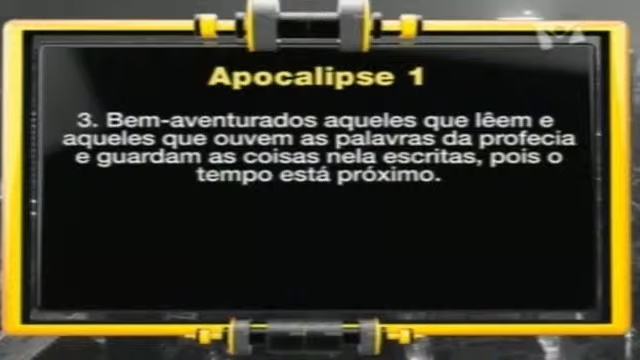 Apocalipse 1
3. Bem-aventurados aqueles que lêem e
aqueles que ouvem as palavras da profecia
e guardam as coisas nela escritas, pois o
tempo está próximo.